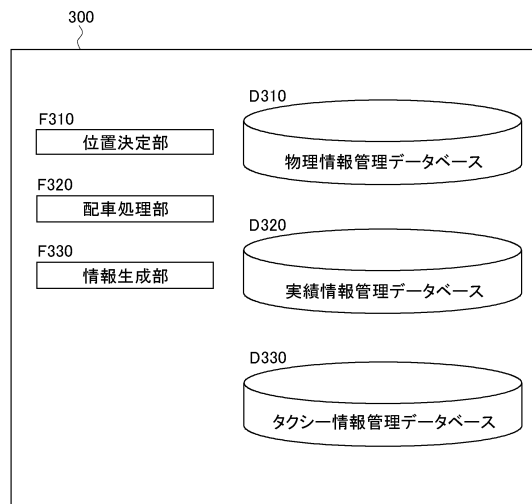 300
F310
位置決定部
F320
配車処理部
F330
情報生成部
D310
物理情報管理データベース
D320
実績情報管理データベース
D330
タクシー情報管理データベース